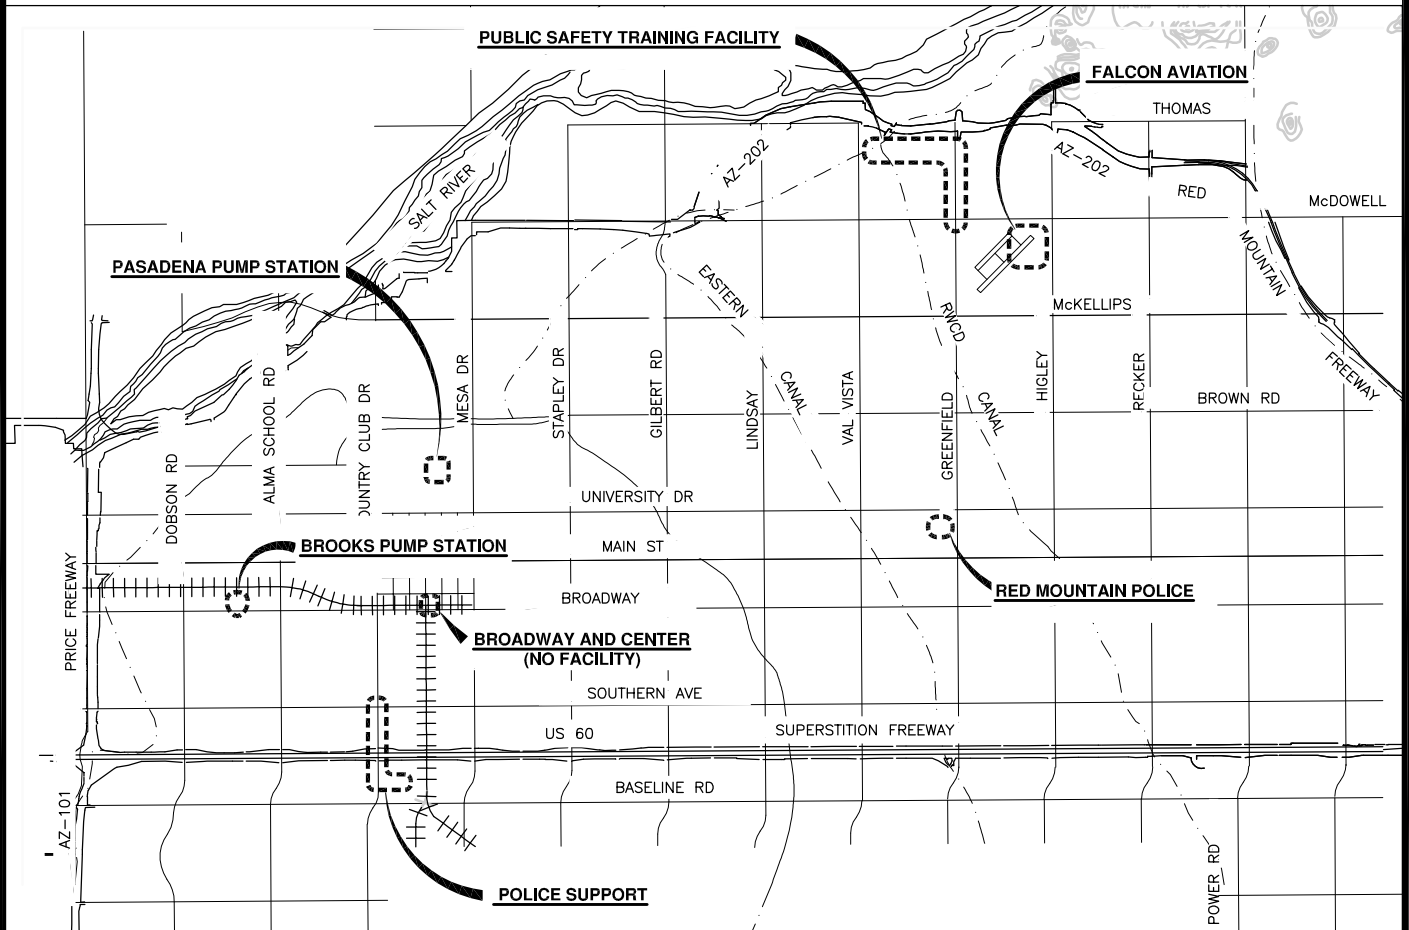 PUBLIC SAFETY TRAINING FACILITY
FALCON AVIATION
THOMAS
AZ-202
AZ-202
SALT RIVER
RED
McDOWELL
MOUNTAIN
PASADENA PUMP STATION
EASTERN
McKELLIPS
RWCD
FREEWAY
DOBSON RD
ALMA SCHOOL RD
OUNTRY CLUB DR
MESA DR
STAPLEY DR
GILBERT RD
LINDSAY
CANAL
VAL VISTA
GREENFIELD
CANAL
HIGLEY
RECKER
BROWN RD
UNIVERSITY DR
BROOKS PUMP STATION
MAIN ST
RED MOUNTAIN POLICE
BROADWAY
PRICE FREEWAY
BROADWAY AND CENTER
(NO FACILITY)
SOUTHERN AVE
US 60
SUPERSTITION FREEWAY
BASELINE RD
AZ-101
POWER RD
POLICE SUPPORT